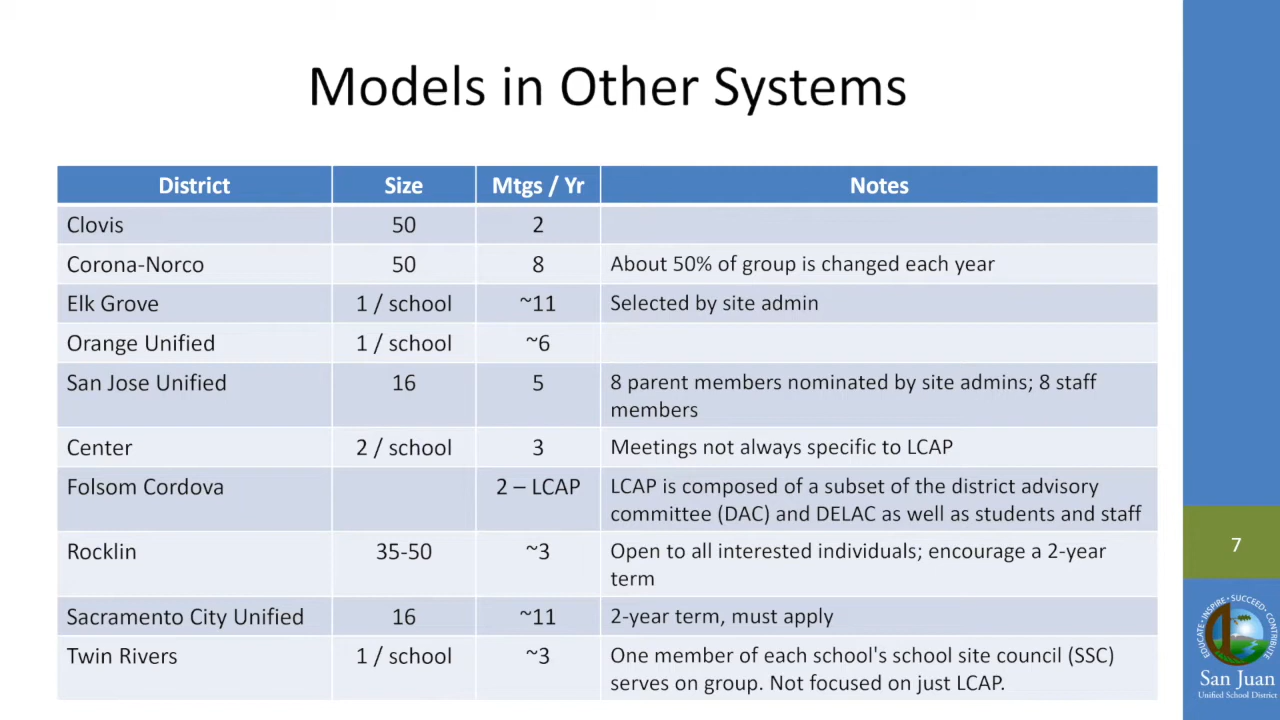 Models in Other Systems
District Size Mtgs / Yr Notes
Clovis 50 2
Corona-Norco 50 8 About 50% of group is changed each year
Elk Grove 1 / school ~11 Selected by site admin
Orange Unified 1 / school ~6
San Jose Unified 16 5 8 parent members nominated by site admins; 8 staff
members
Center 2 / school 3 Meetings not always specific to LCAP
Folsom Cordova 2 – LCAP LCAP is composed of a subset of the district advisory
committee (DAC) and DELAC as well as students and staff
Rocklin 35-50 ~3 Open to all interested individuals; encourage a 2-year
term
Sacramento City Unified 16 ~11 2-year term, must apply
Twin Rivers 1 / school ~3 One member of each school's school site council (SSC)
serves on group. Not focused on just LCAP.
7
EDUCATE • INSPIRE • SUCCEED • CONTRIBUTE
San Juan
Unified School District